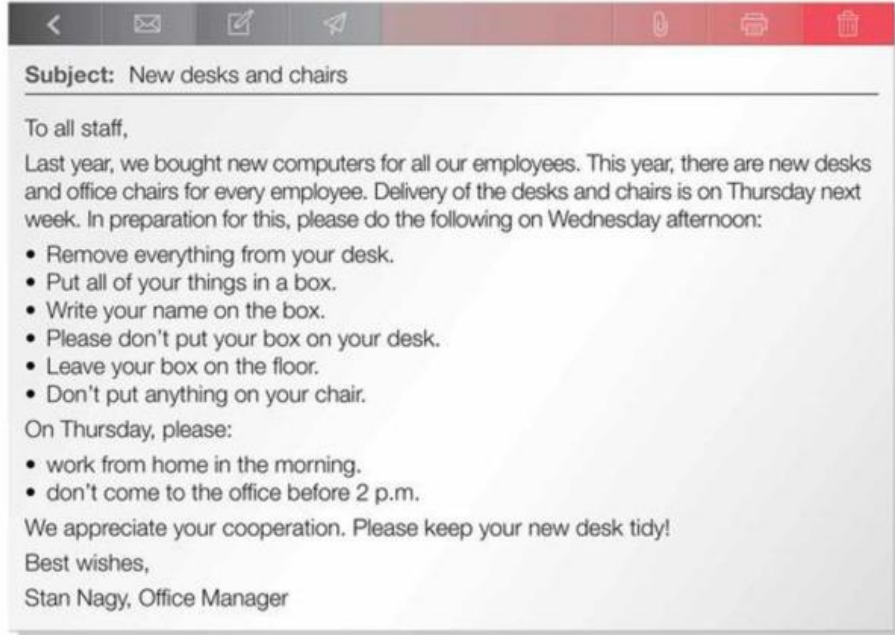 Subject: New desks and chairs
To all staff,
Last year, we bought new computers for all our employees. This year, there are new desks
and office chairs for every employee. Delivery of the desks and chairs is on Thursday next
week. In preparation for this, please do the following on Wednesday afternoon:
• Remove everything from your desk.
• Put all of your things in a box.
• Write your name on the box.
• Please don't put your box on your desk.
• Leave your box on the floor.
• Don't put anything on your chair.
On Thursday, please:
• work from home in the morning.
• don't come to the office before 2 p.m.
We appreciate your cooperation. Please keep your new desk tidy!
Best wishes,
Stan Nagy, Office Manager